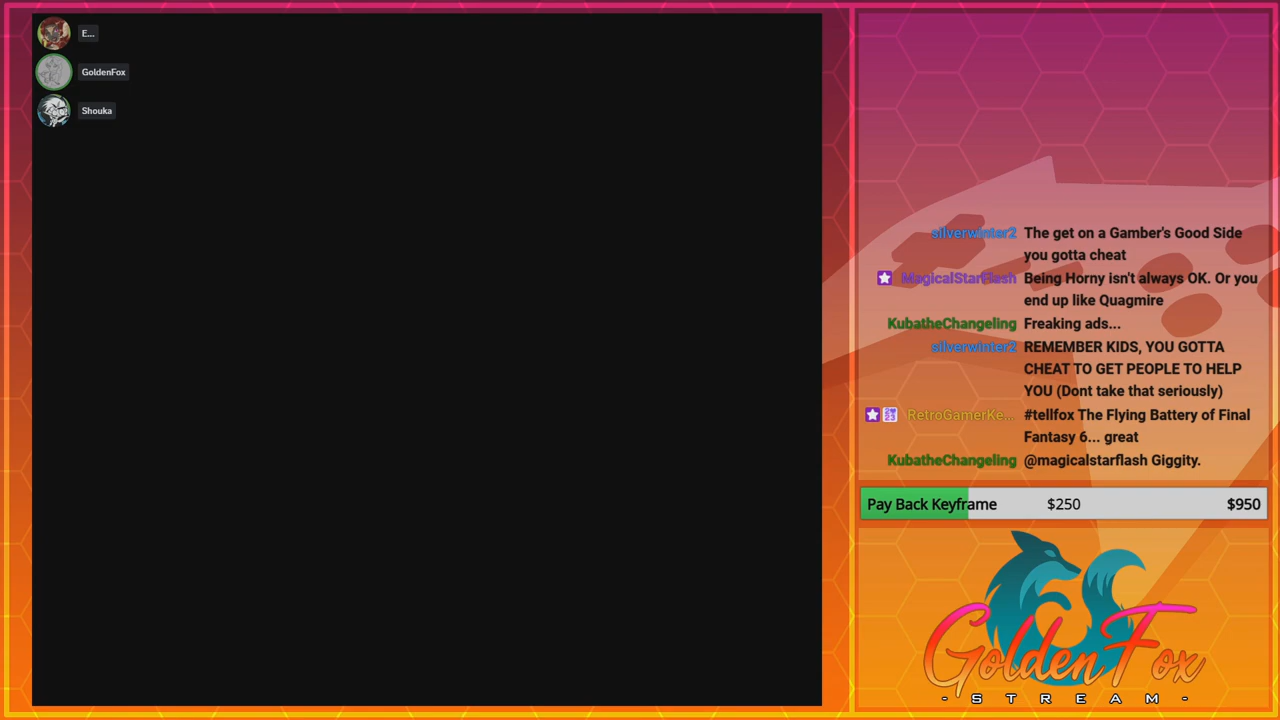 E...
GoldenFox
Shouka
silverwinter2 The get on a Gamber's Good Side
you gotta cheat
MagicalStarFlash Being Horny isn't always OK. Or you
end up like Quagmire
KubatheChangeling Freaking ads...
silverwinter2 REMEMBER KIDS, YOU GOTTA
CHEAT TO GET PEOPLE TO HELP
YOU (Dont take that seriously)
RetroGamerKe... #tellfox The Flying Battery of Final
Fantasy 6... great
KubatheChangeling @magicalstarflash Giggity.
Pay Back Keyframe $250 $950
GoldenFox
- STREAM -